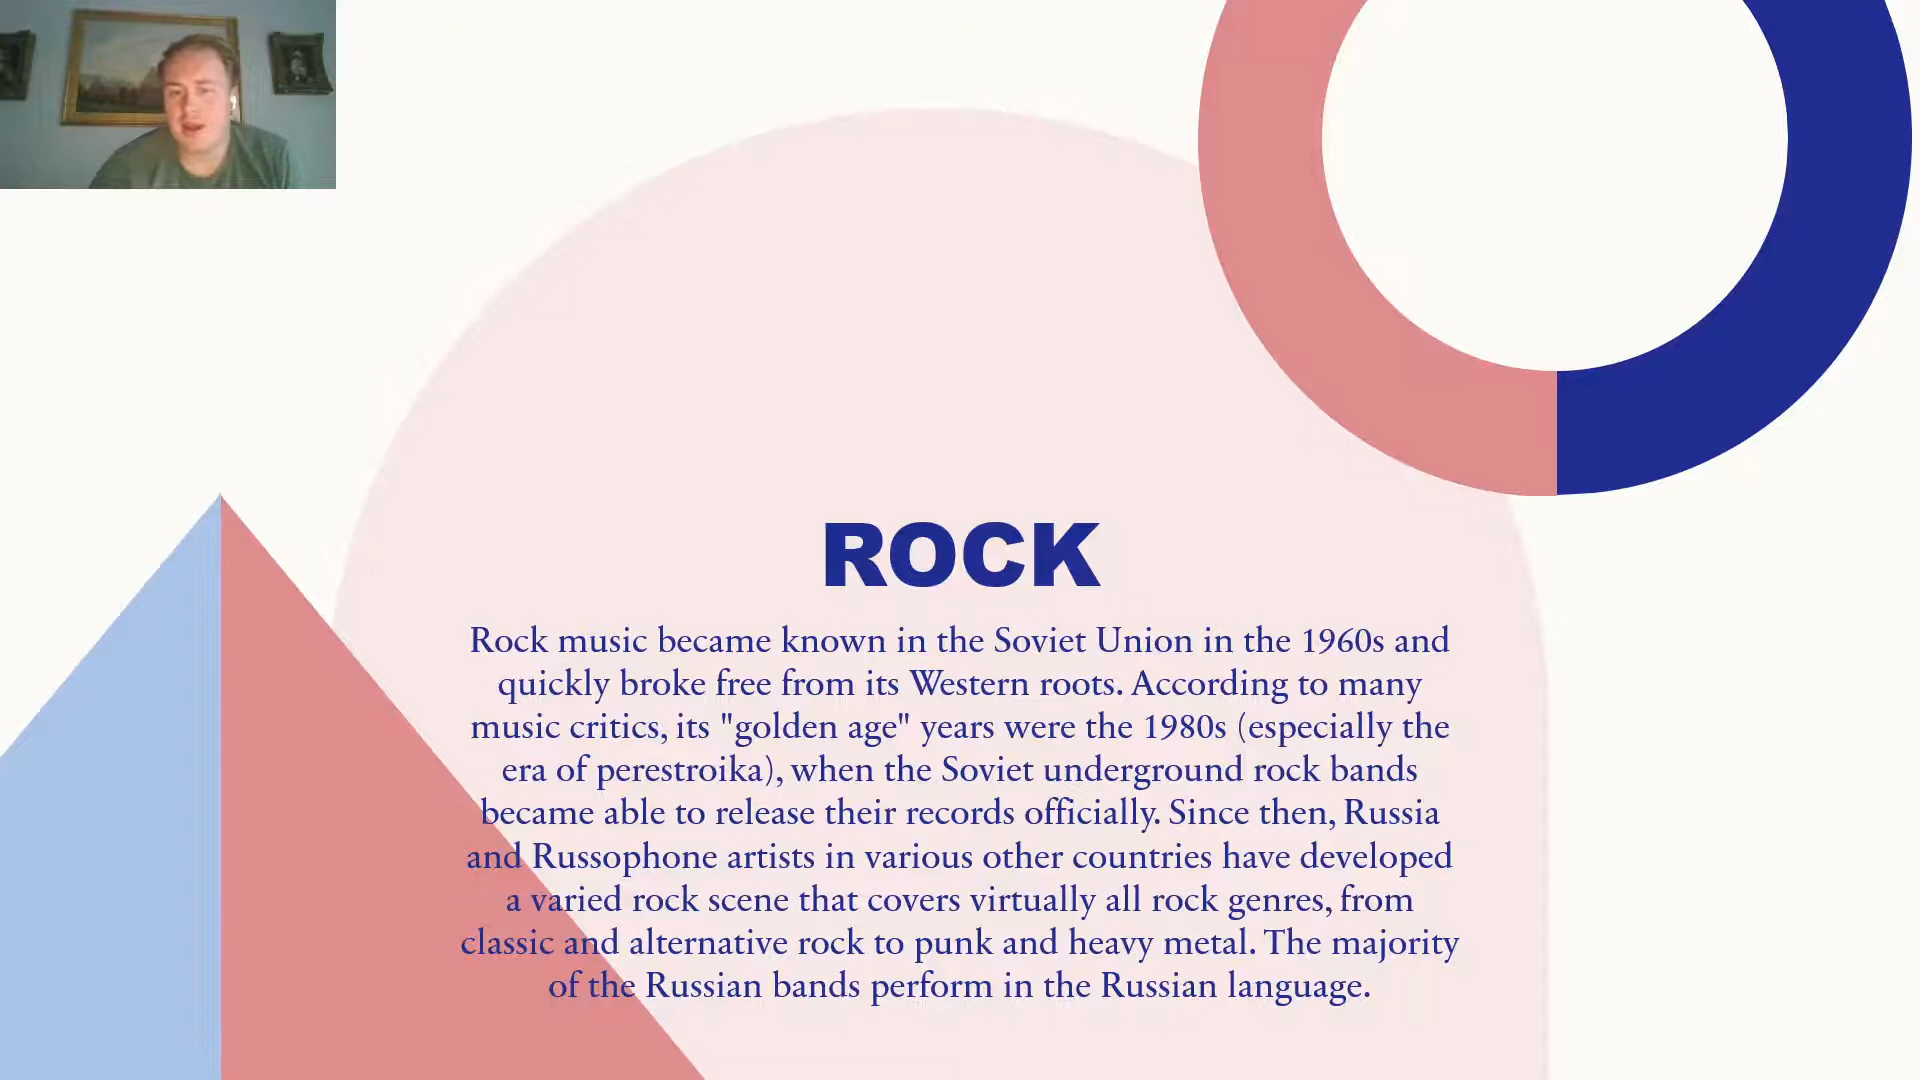 ROCK
Rock music became known in the Soviet Union in the 1960s and
quickly broke free from its Western roots. According to many
music critics, its "golden age" years were the 1980s (especially the
era of perestroika), when the Soviet underground rock bands
became able to release their records officially. Since then, Russia
and Russophone artists in various other countries have developed
a varied rock scene that covers virtually all rock genres, from
classic and alternative rock to punk and heavy metal. The majority
of the Russian bands perform in the Russian language.